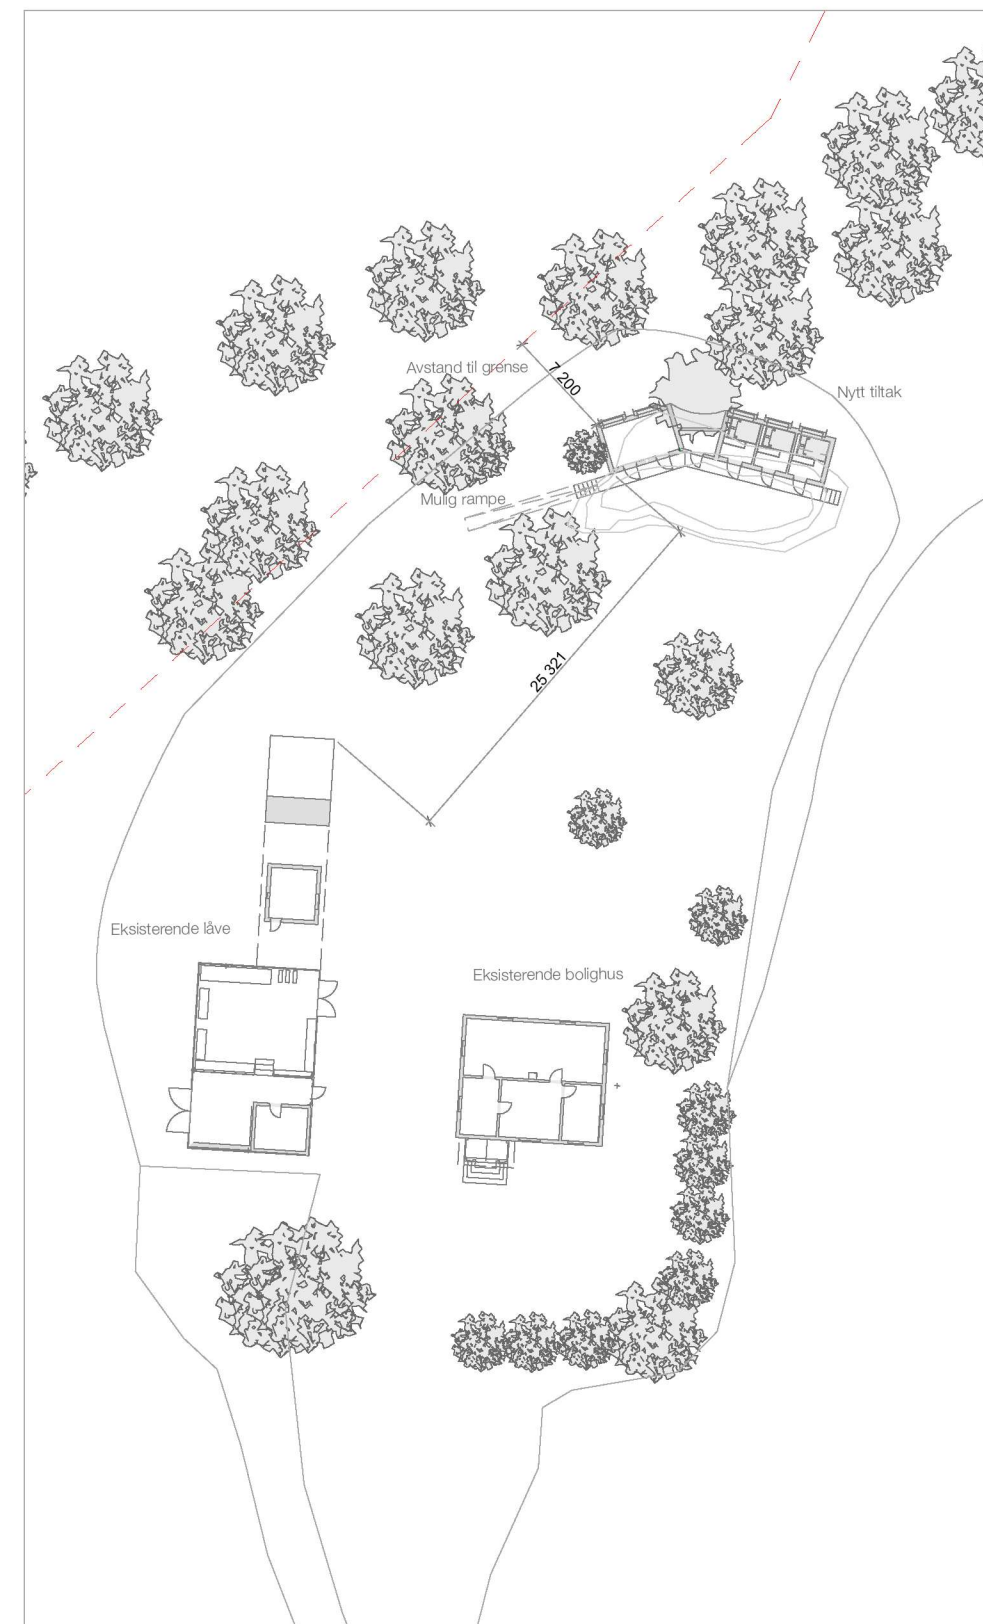 Avstand til grense
7 200
Nytt tiltak
Mulig rampe
25 321
Eksisterende låve
Eksisterende bolighus